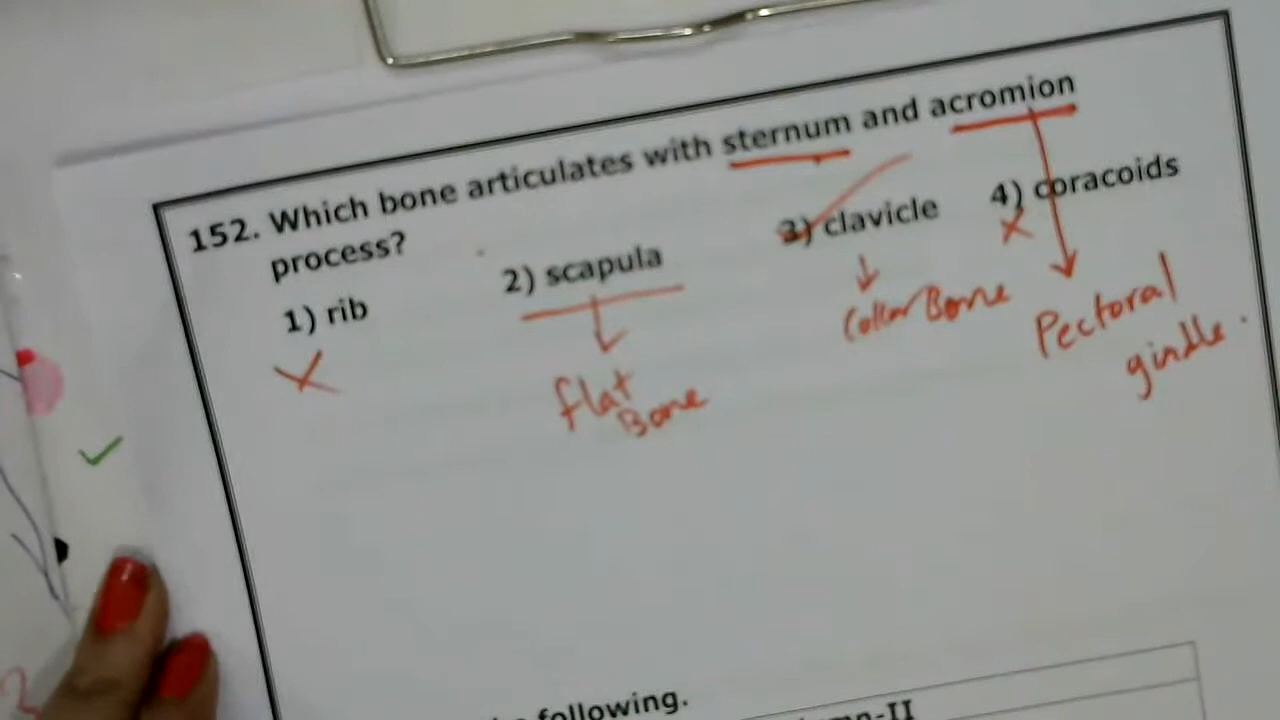 152. Which bone articulates with sternum and acromion
process?
1) rib 2) scapula 3) clavicle 4) coracoids
flat
Bone
Collar Bone
Pectoral
girdle.
following.
-II